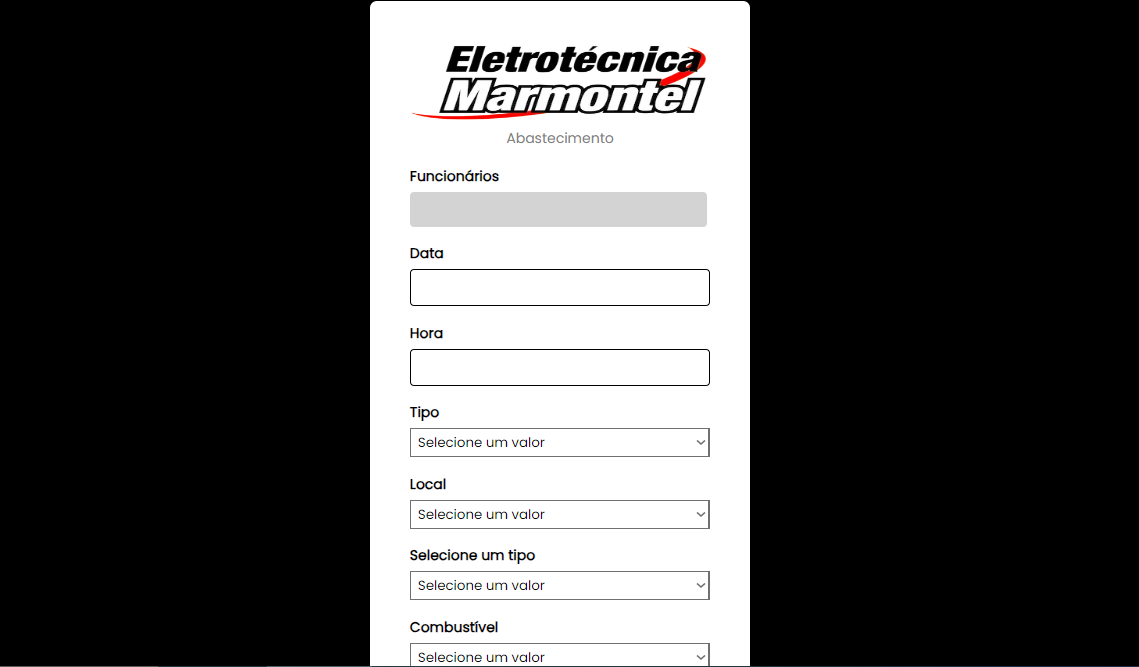 Eletrotécnica
Marmontel
Abastecimento
Funcionários
Data
Hora
Tipo
Selecione um valor
Local
Selecione um valor
Selecione um tipo
Selecione um valor
Combustível
Selecione um valor